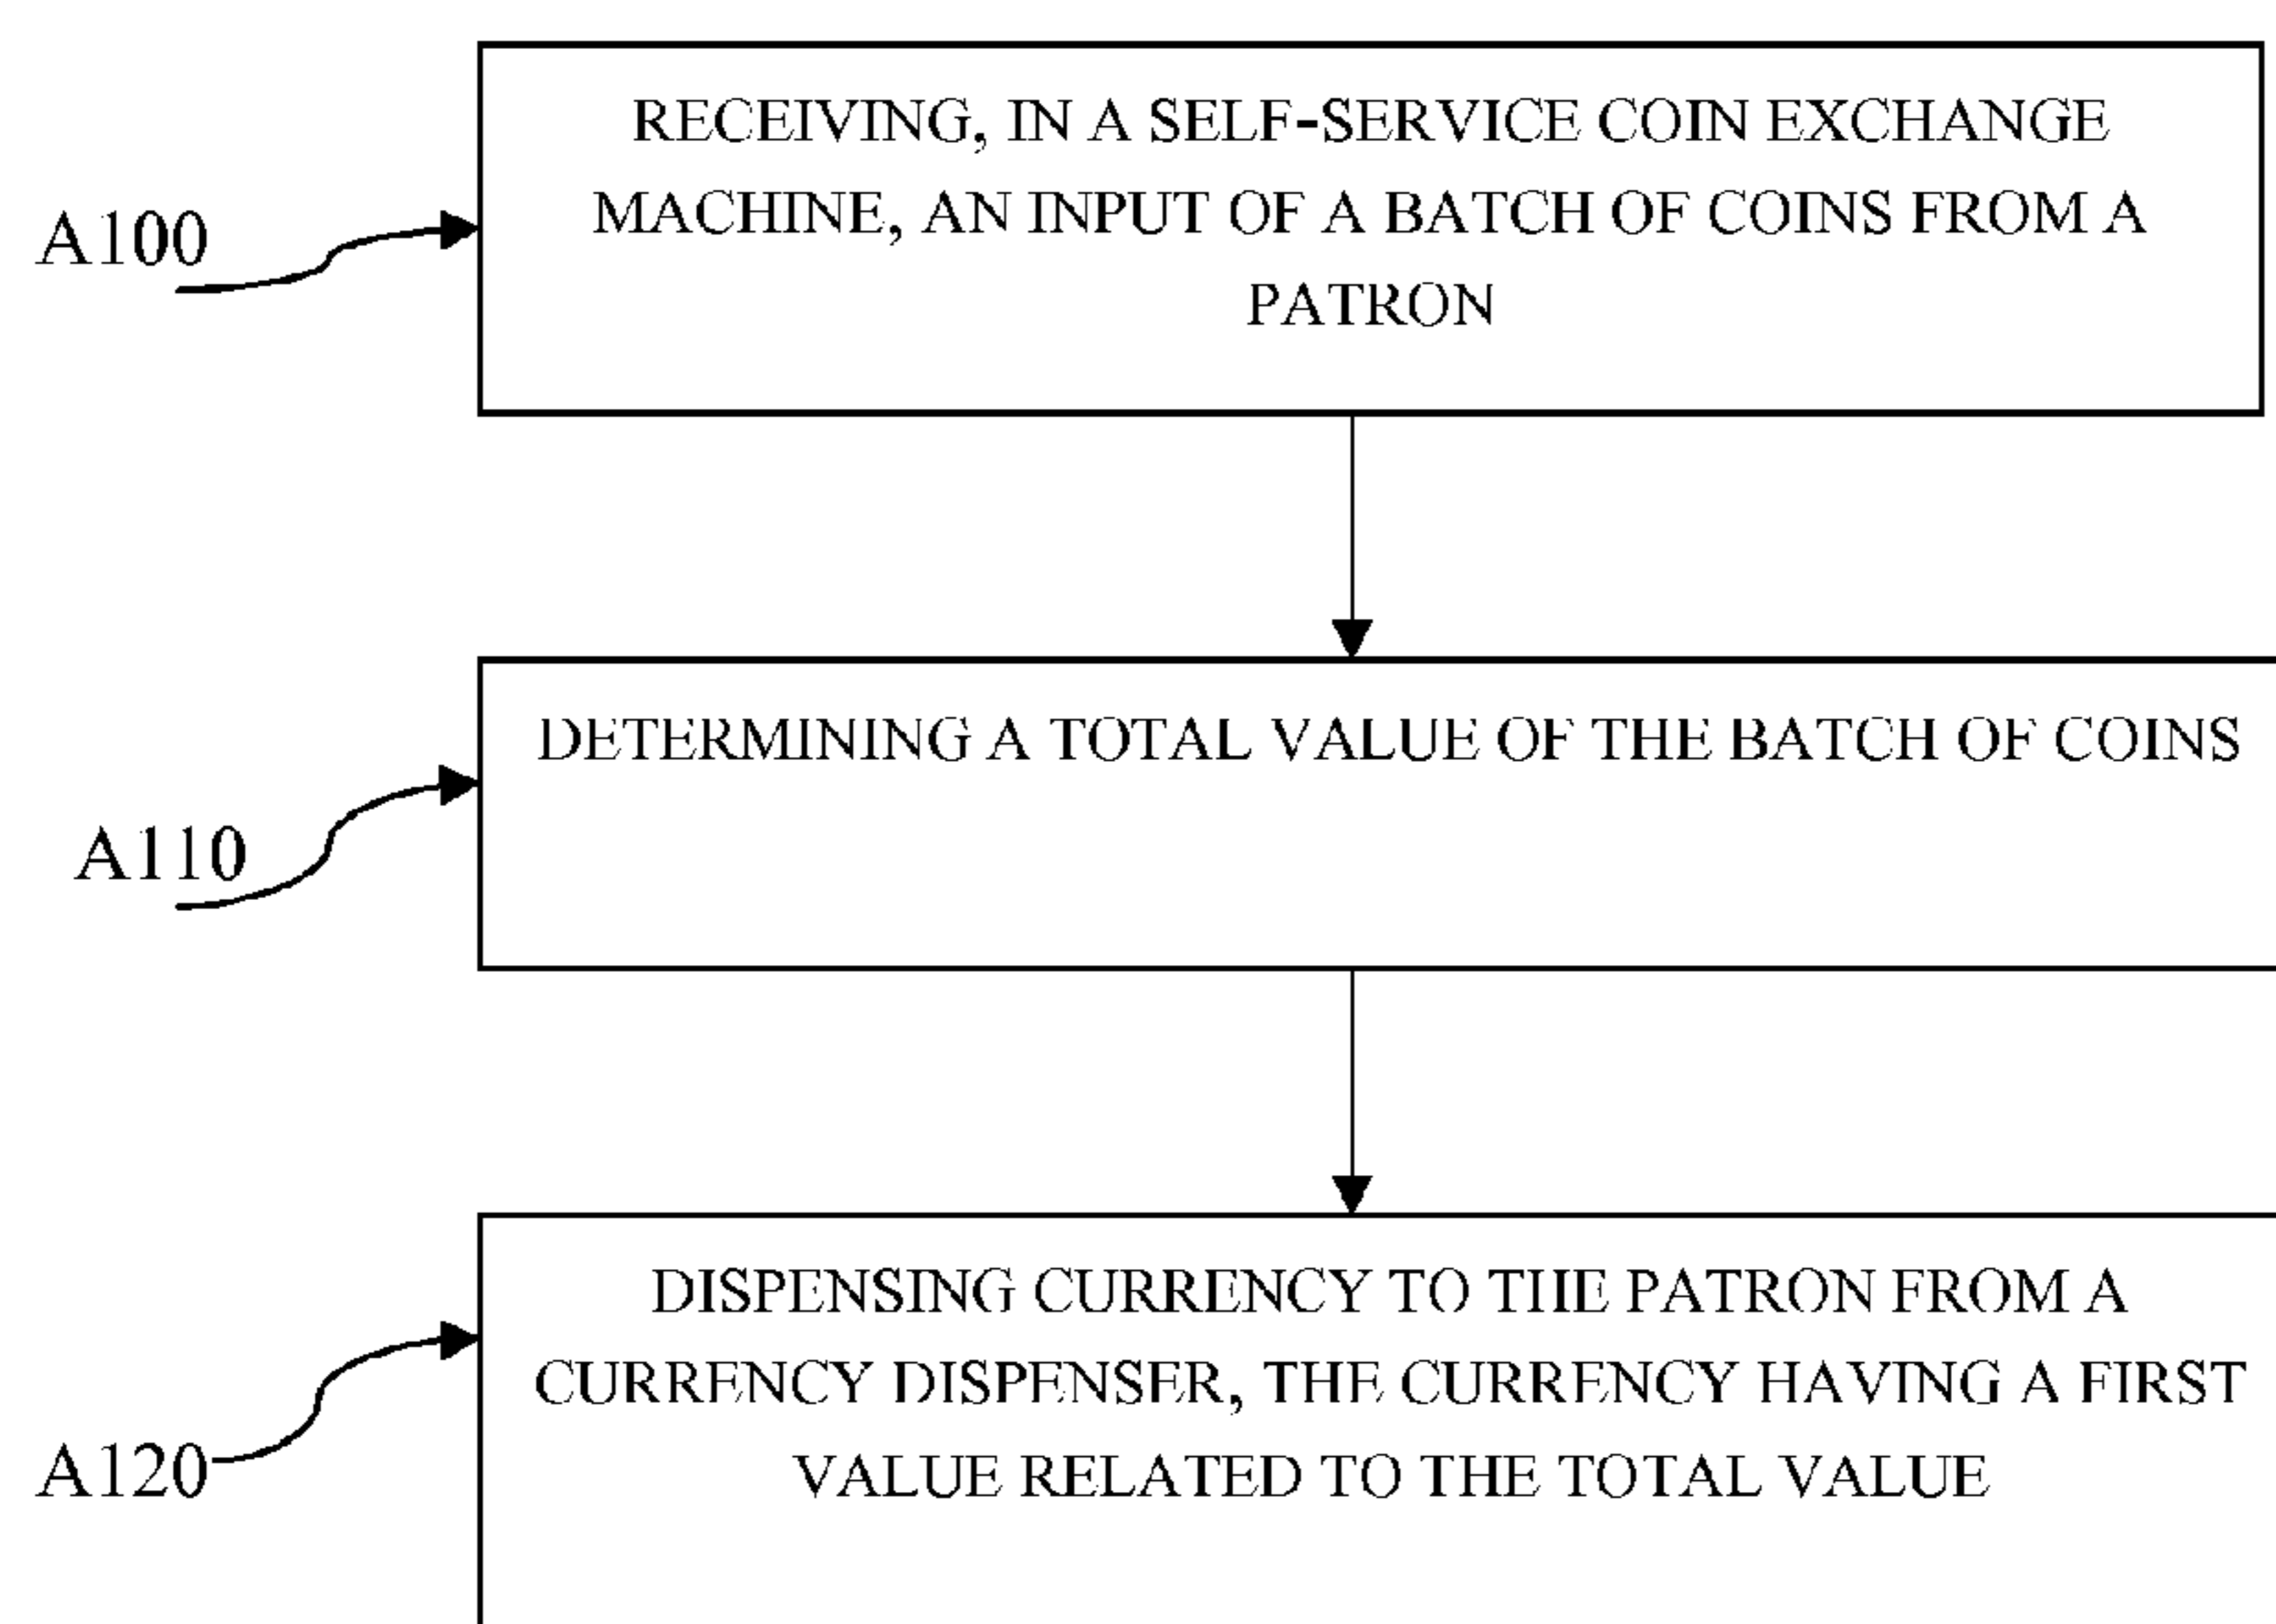 RECEIVING, IN A SELF-SERVICE COIN EXCHANGE
MACHINE, AN INPUT OF A BATCH OF COINS FROM A
PATRON
A100
DETERMINING A TOTAL VALUE OF THE BATCH OF COINS
A110
DISPENSING CURRENCY TO THE PATRON FROM A
CURRENCY DISPENSER, THE CURRENCY HAVING A FIRST
VALUE RELATED TO THE TOTAL VALUE
A120